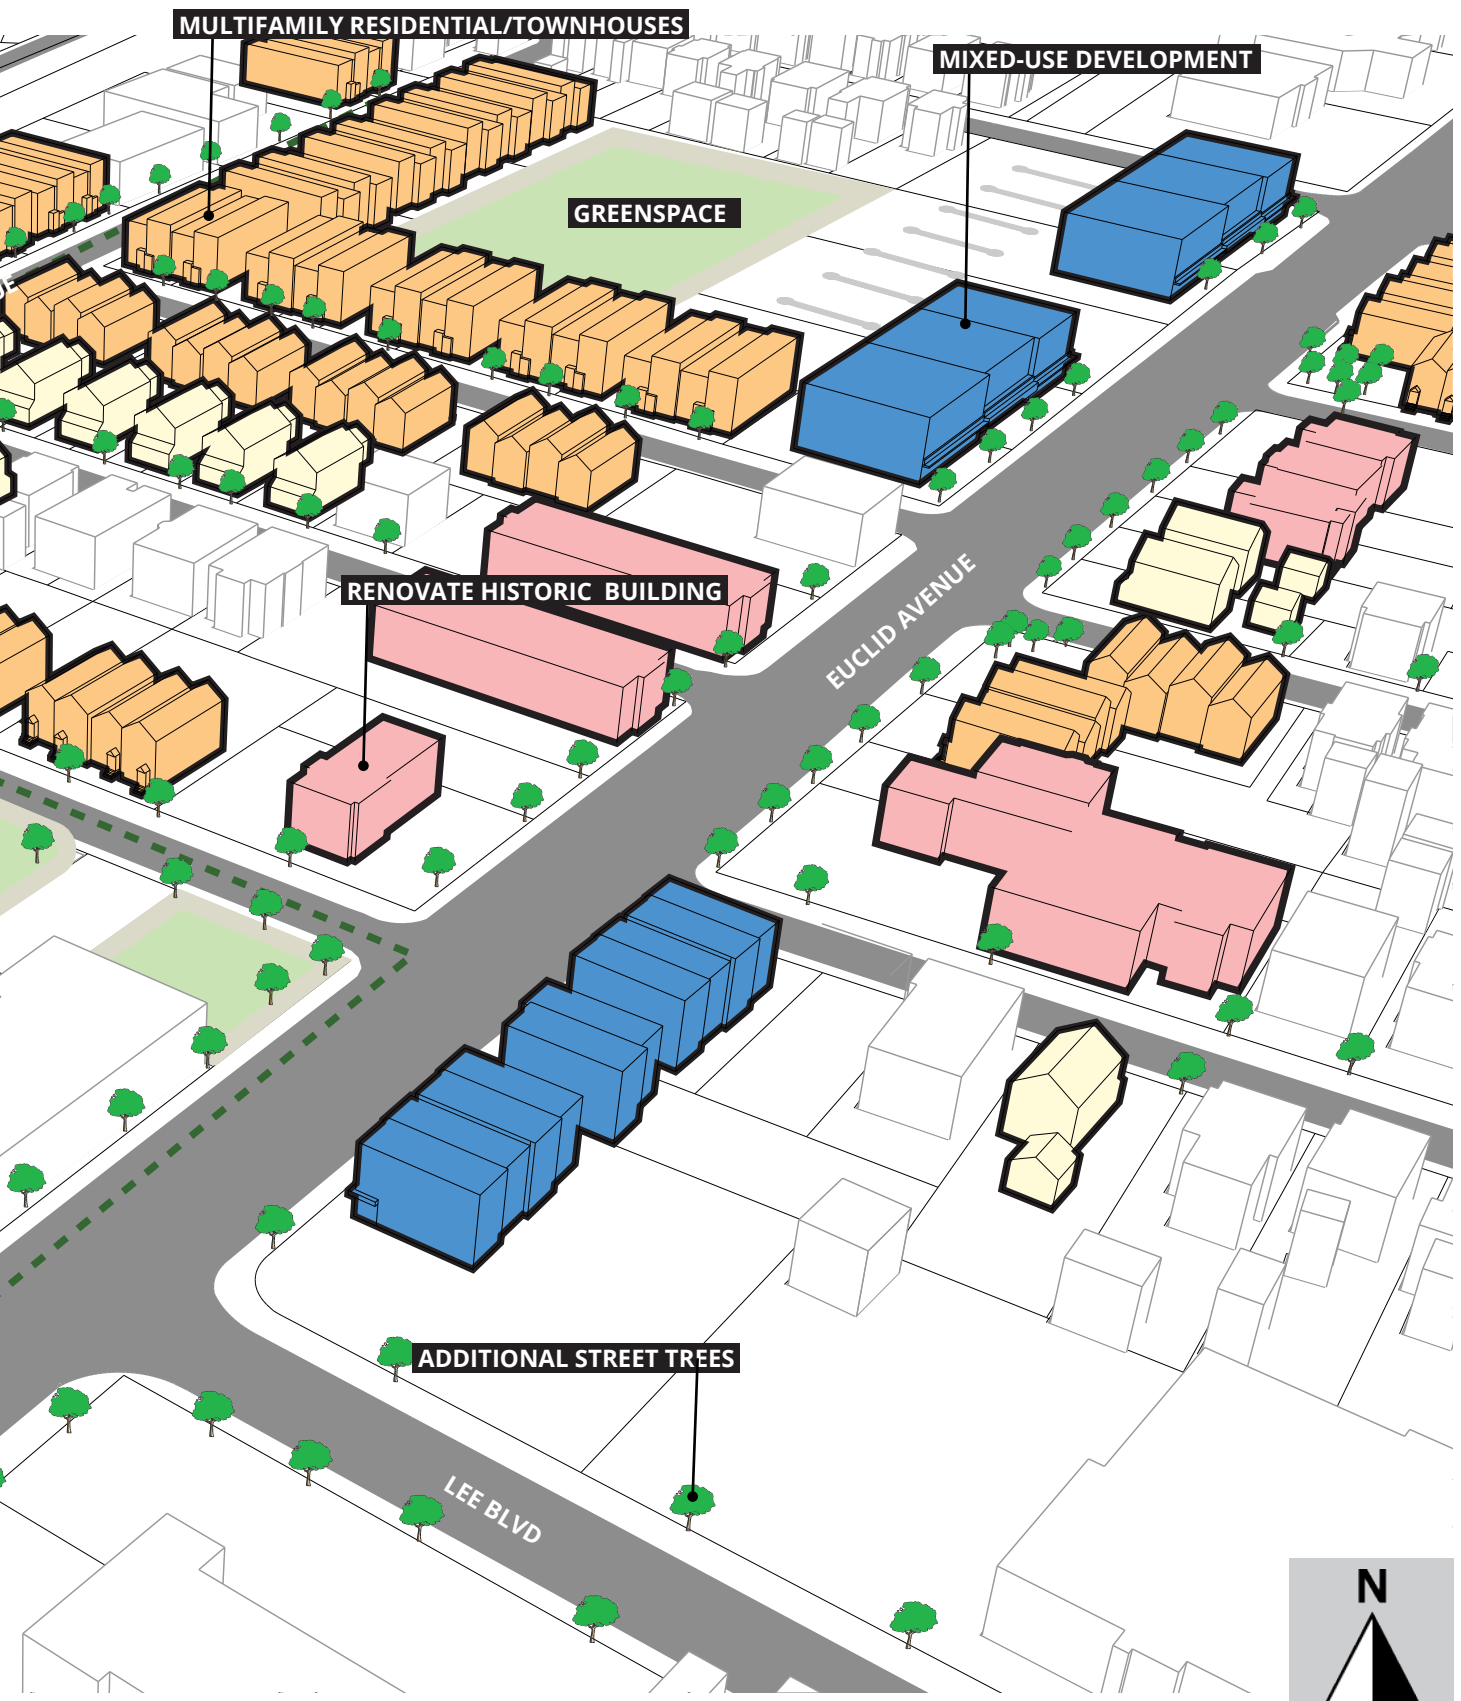 MULTIFAMILY RESIDENTIAL/TOWNHOUSES
MIXED-USE DEVELOPMENT
GREENSPACE
RENOVATE HISTORIC BUILDING
EUCLID AVENUE
ADDITIONAL STREET TREES
LEE BLVD
N